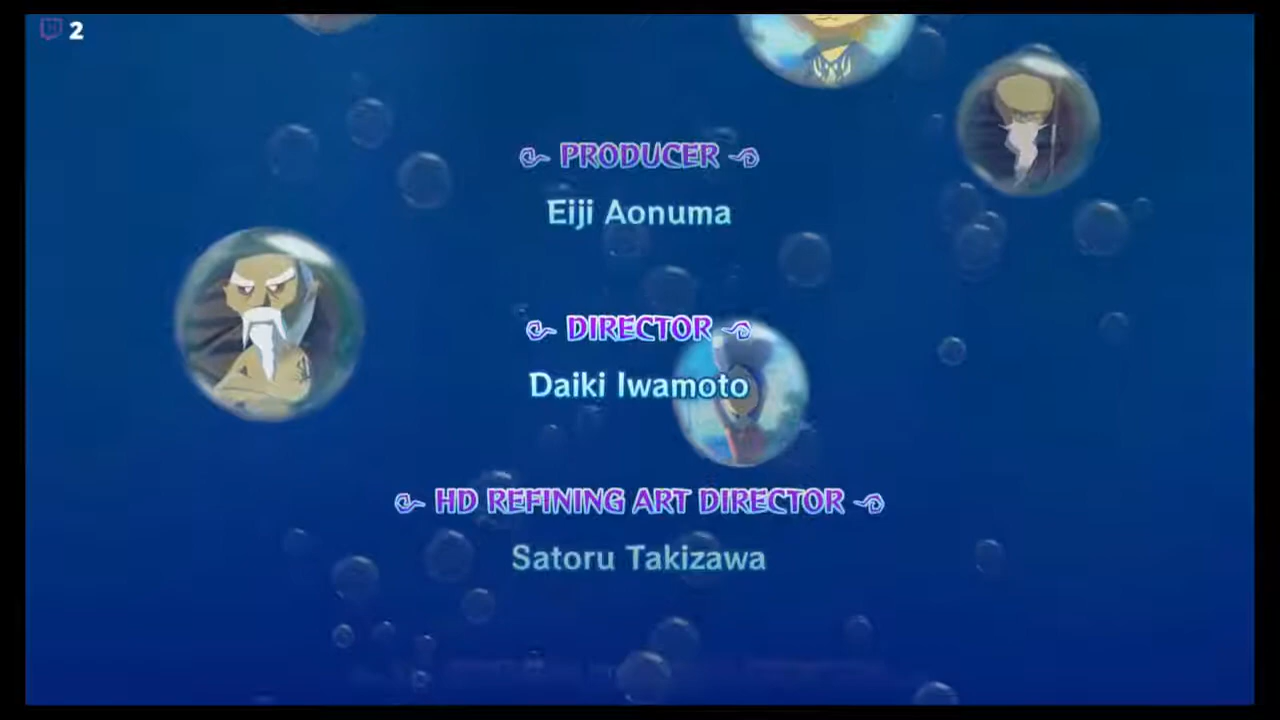 2
PRODUCER
Eiji Aonuma
DIRECTOR
Daiki Iwamoto
HD REFINING ART DIRECTOR
Satoru Takizawa